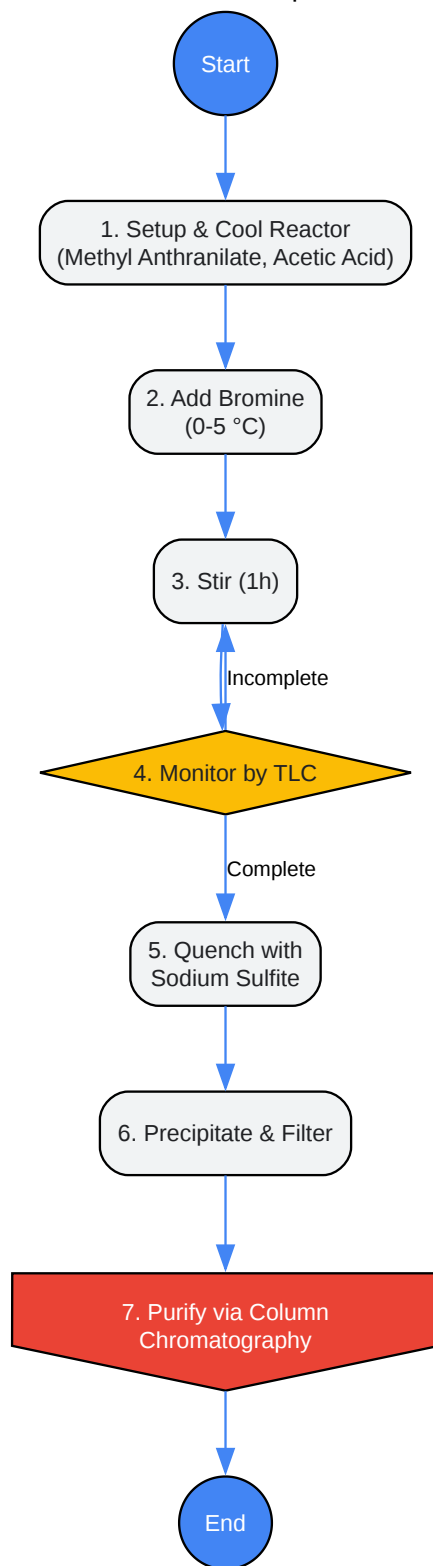 Start
1. Setup & Cool Reactor
(Methyl Anthranilate, Acetic Acid)
2. Add Bromine
(0-5 °C)
3. Stir (1h)
Incomplete
4. Monitor by TLC
Complete
5. Quench with
Sodium Sulfite
6. Precipitate & Filter
7. Purify via Column
Chromatography
End